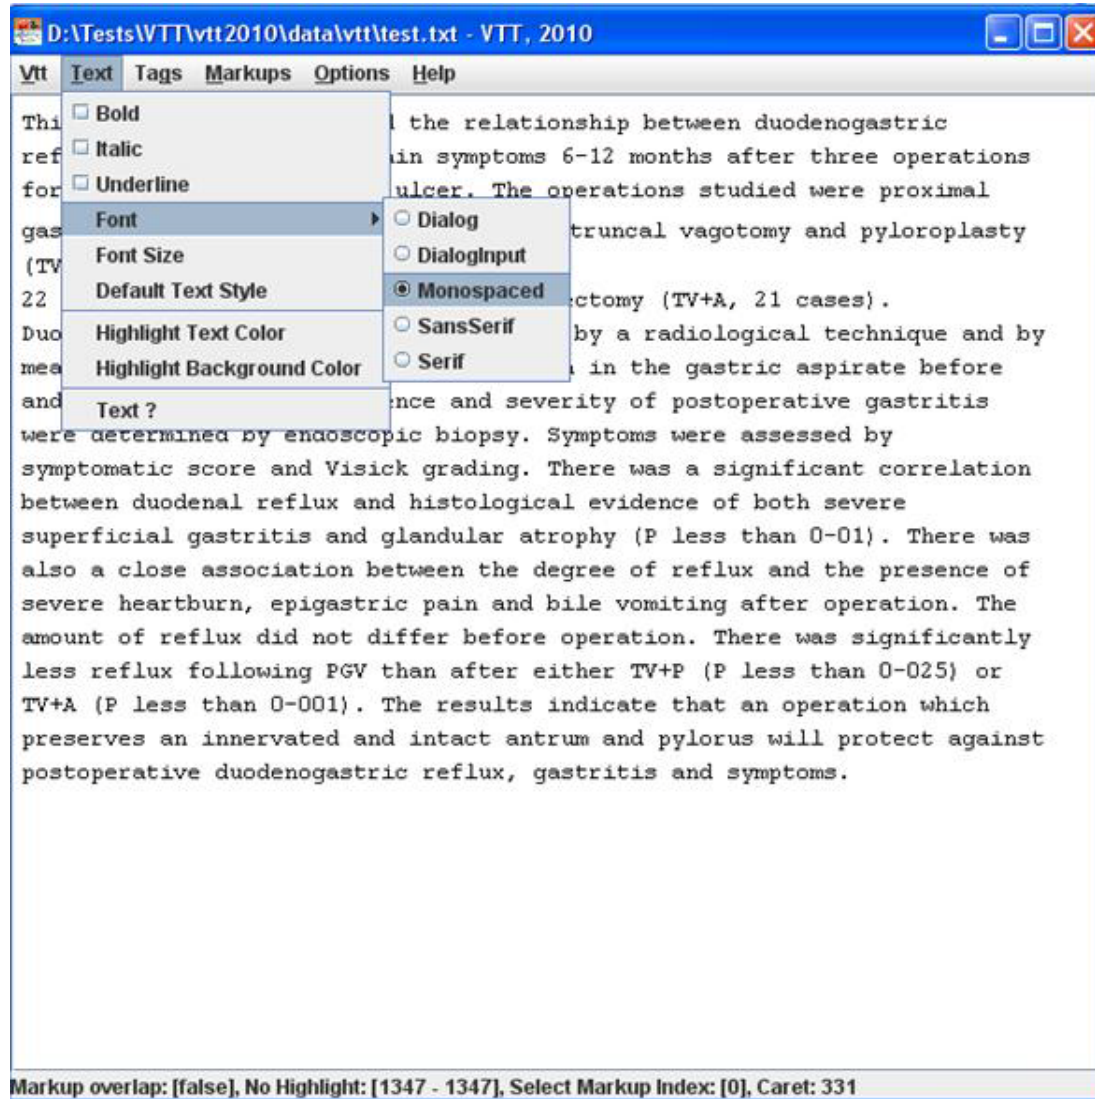 D:\Tests\VTT\vtt2010\data\vtt\test.txt - VTT, 2010
Vtt Text Tags Markups Options Help
Bold
Italic
Underline
Font
Font Size
Default Text Style
Highlight Text Color
Highlight Background Color
Text ?
Dialog
DialogInput
Monospaced
SansSerif
Serif
Thi the relationship between duodenogastric
ref in symptoms 6-12 months after three operations
for ulcer. The operations studied were proximal
gas truncal vagotomy and pyloroplasty
(TV
22 ctomy (TV+A, 21 cases).
Duo by a radiological technique and by
mea in the gastric aspirate before
and nce and severity of postoperative gastritis
were determined by endoscopic biopsy. Symptoms were assessed by
symptomatic score and Visick grading. There was a significant correlation
between duodenal reflux and histological evidence of both severe
superficial gastritis and glandular atrophy (P less than 0-01). There was
also a close association between the degree of reflux and the presence of
severe heartburn, epigastric pain and bile vomiting after operation. The
amount of reflux did not differ before operation. There was significantly
less reflux following PGV than after either TV+P (P less than 0-025) or
TV+A (P less than 0-001). The results indicate that an operation which
preserves an innervated and intact antrum and pylorus will protect against
postoperative duodenogastric reflux, gastritis and symptoms.
Markup overlap: [false], No Highlight: [1347 - 1347], Select Markup Index: [0], Caret: 331